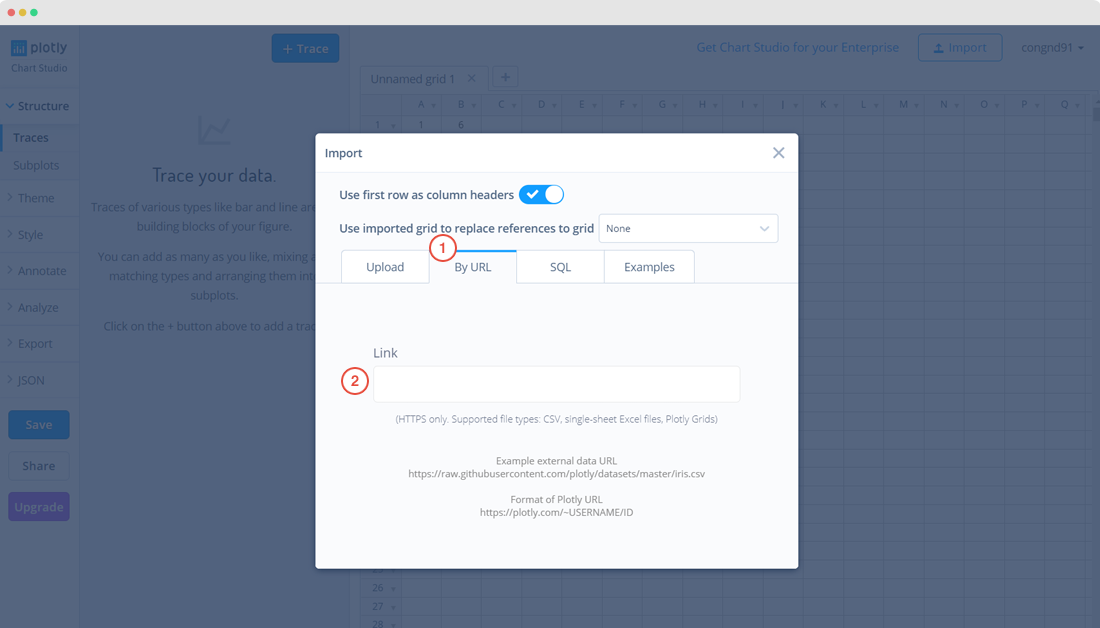 plotly
Chart Studio
Structure
Traces
Subplots
Theme
Style
Annotate
Analyze
Export
JSON
Save
Share
Upgrade
+ Trace
Trace your data.
Traces of various types like bar and line are
building blocks of your figure.
You can add as many as you like, mixing a
matching types and arranging them int
subplots.
Click on the + button above to add a trac
Get Chart Studio for your Enterprise
Import
congnd91
Unnamed grid 1
+
A B C D E F G H I J K L M N O P Q
1 1 6
Import
Use first row as column headers
Use imported grid to replace references to grid None
1
Upload By URL SQL Examples
Link
2
(HTTPS only. Supported file types: CSV, single-sheet Excel files, Plotly Grids)
Example external data URL
https://raw.githubusercontent.com/plotly/datasets/master/iris.csv
Format of Plotly URL
https://plotly.com/~USERNAME/ID
26
27
28